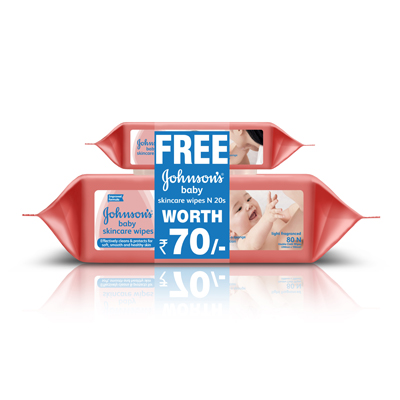 FREE
Johnson's
baby
skincare wipes N 20s
WORTH
₹70/-
Johnson's
baby
skincare wipes
Effectively cleans & protects for
soft, smooth and healthy skin
lightly fragranced
80 N